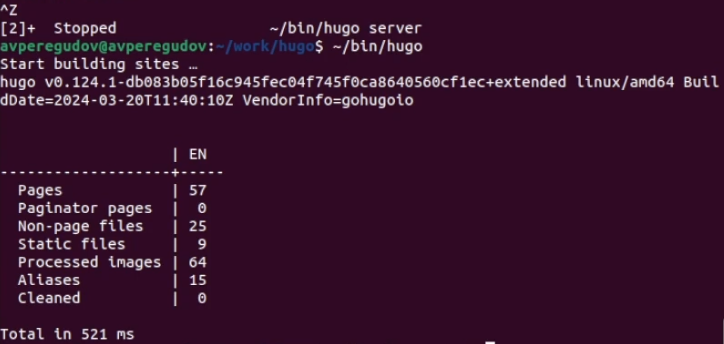 ^Z
[2]+  Stopped                 ~/bin/hugo server
avperegudov@avperegudov:~/work/hugo$ ~/bin/hugo
Start building sites …
hugo v0.124.1-db083b05f16c945fec04f745f0ca8640560cf1ec+extended linux/amd64 Buil
dDate=2024-03-20T11:40:10Z VendorInfo=gohugoio
                   | EN
-------------------+-----
  Pages            | 57
  Paginator pages  |  0
  Non-page files   | 25
  Static files     |  9
  Processed images | 64
  Aliases          | 15
  Cleaned          |  0
Total in 521 ms